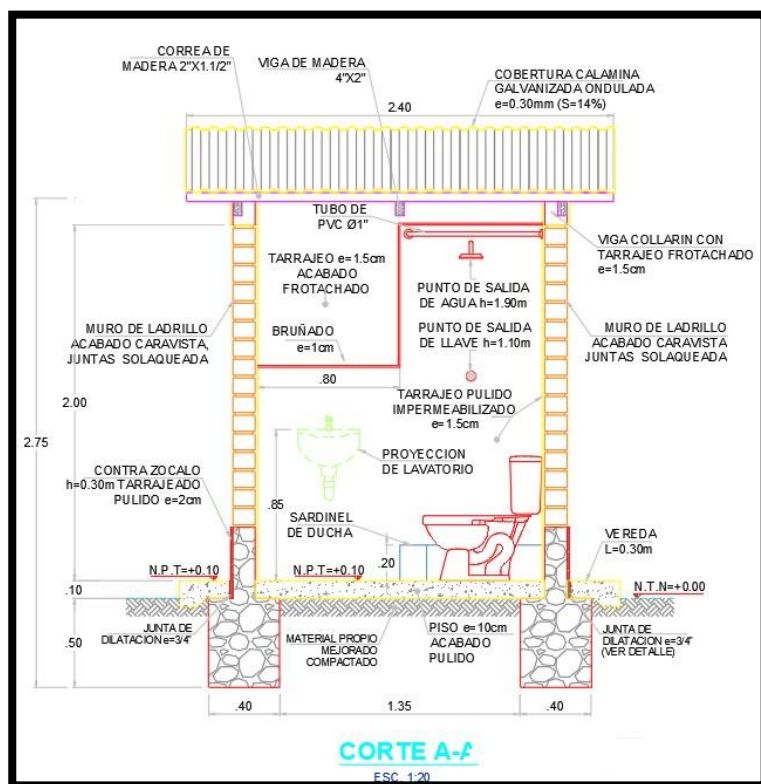 CORREA DE
MADERA 2"X1.1/2"
VIGA DE MADERA
4"X2"
COBERTURA CALAMINA
GALVANIZADA ONDULADA
e=0.30mm (S=14%)
2.40
TUBO DE
PVC Ø1"
VIGA COLLARIN CON
TARRAJEO FROTACHADO
e=1.5cm
TARRAJEO e=1.5cm
ACABADO
FROTACHADO
PUNTO DE SALIDA
DE AGUA h=1.90m
MURO DE LADRILLO
ACABADO CARAVISTA,
JUNTAS SOLAQUEADA
BRUÑADO
e=1cm
PUNTO DE SALIDA
DE LLAVE h=1.10m
MURO DE LADRILLO
ACABADO CARAVISTA
JUNTAS SOLAQUEADA
.80
2.00
TARRAJEO PULIDO
IMPERMEABILIZADO
e=1.5cm
2.75
PROYECCION
DE LAVATORIO
CONTRA ZOCALO
h=0.30m TARRAJEADO
PULIDO e=2cm
.85
SARDINEL
DE DUCHA
.20
VEREDA
L=0.30m
N.P.T=+0.10
N.P.T=+0.10
N.T.N=+0.00
.10
JUNTA DE
DILATACION e=3/4"
MATERIAL PROPIO
MEJORADO
COMPACTADO
PISO e=10cm
ACABADO
PULIDO
JUNTA DE
DILATACION e=3/4"
(VER DETALLE)
.50
.40
1.35
.40
CORTE A-A
ESC. 1:20